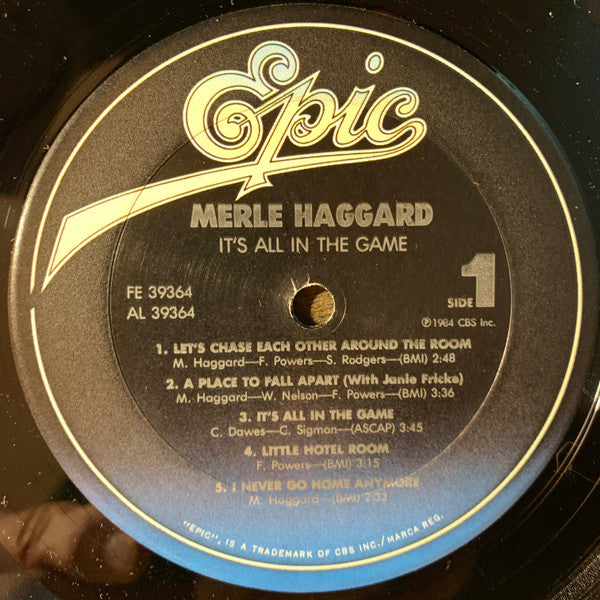 Epic
MERLE HAGGARD
IT'S ALL IN THE GAME
FE 39364
AL 39364
SIDE 1
℗1984 CBS Inc.
1. LET'S CHASE EACH OTHER AROUND THE ROOM
M. Haggard—F. Powers—S. Rodgers—(BMI) 2:48
2. A PLACE TO FALL APART (With Janie Fricke)
M. Haggard—W. Nelson—F. Powers—(BMI) 3:36
3. IT'S ALL IN THE GAME
C. Dawes—C. Sigman—(ASCAP) 3:45
4. LITTLE HOTEL ROOM
F. Powers—(BMI) 3:15
5. I NEVER GO HOME ANYMORE
M. Haggard—(BMI) 2:33
"EPIC", IS A TRADEMARK OF CBS INC./MARCA REG.